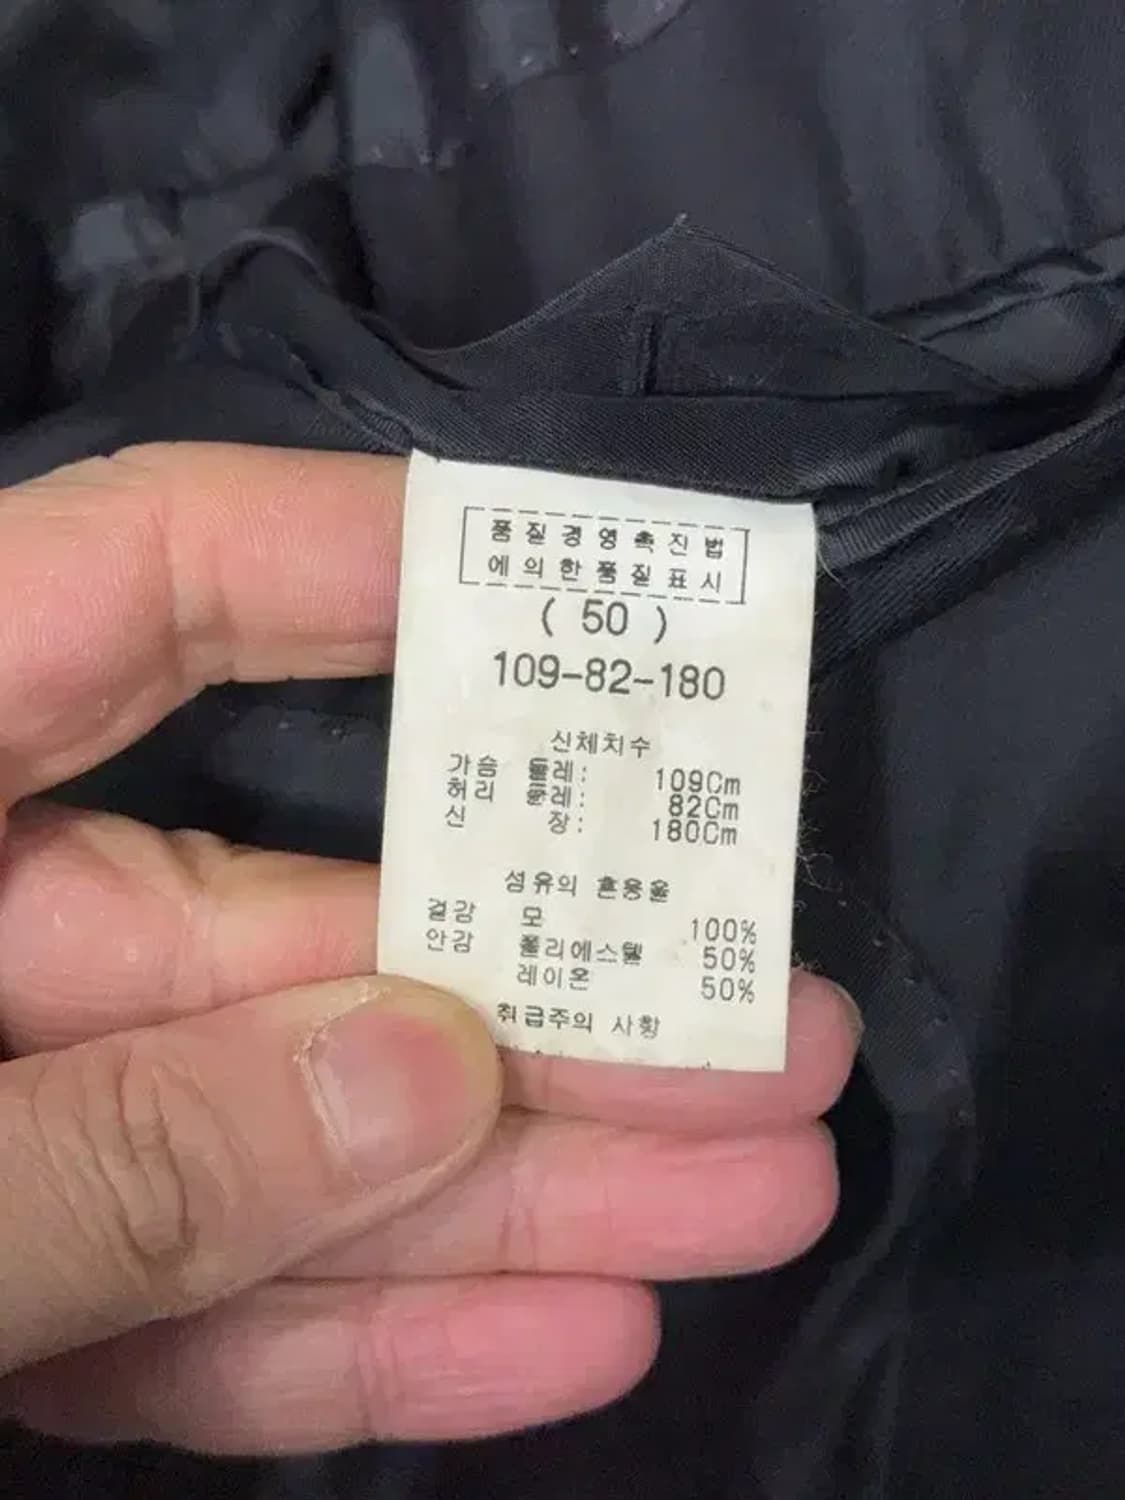 품질경영촉진법
에의한품질표시
( 50 )
109-82-180
신체치수
가슴 둘레: 109Cm
허리 둘레: 82Cm
신 장: 180Cm
섬유의 혼용율
겉감 모 100%
안감 폴리에스텔 50%
레이온 50%
취급주의 사항